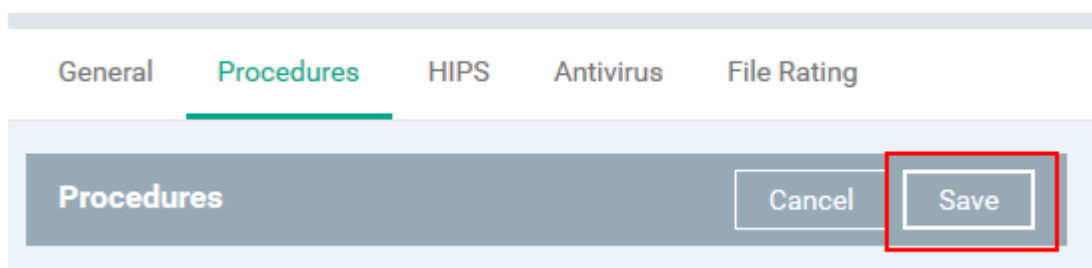 General Procedures HIPS Antivirus File Rating
Procedures Cancel Save